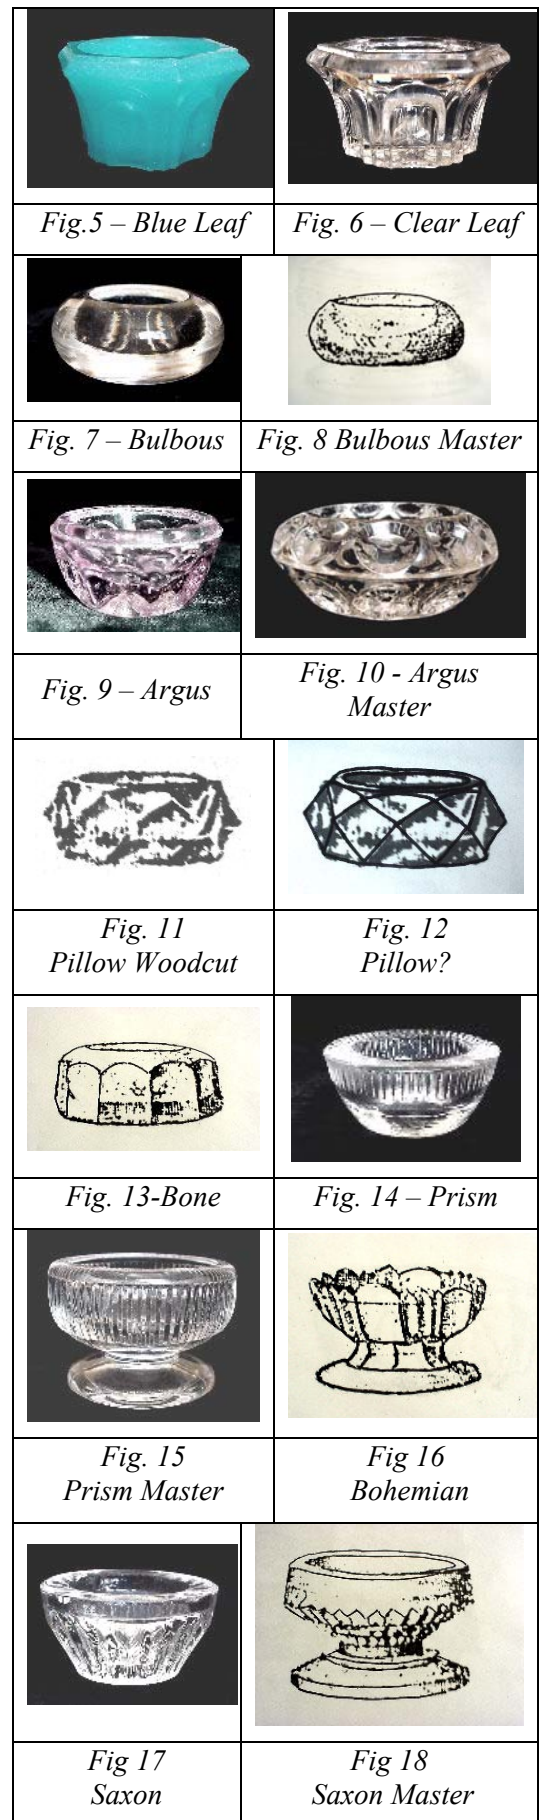 Fig.5 – Blue Leaf
Fig. 6 – Clear Leaf
Fig. 7 – Bulbous
Fig. 8 Bulbous Master
Fig. 9 – Argus
Fig. 10 - Argus
Master
Fig. 11
Pillow Woodcut
Fig. 12
Pillow?
Fig. 13-Bone
Fig. 14 – Prism
Fig. 15
Prism Master
Fig 16
Bohemian
Fig 17
Saxon
Fig 18
Saxon Master